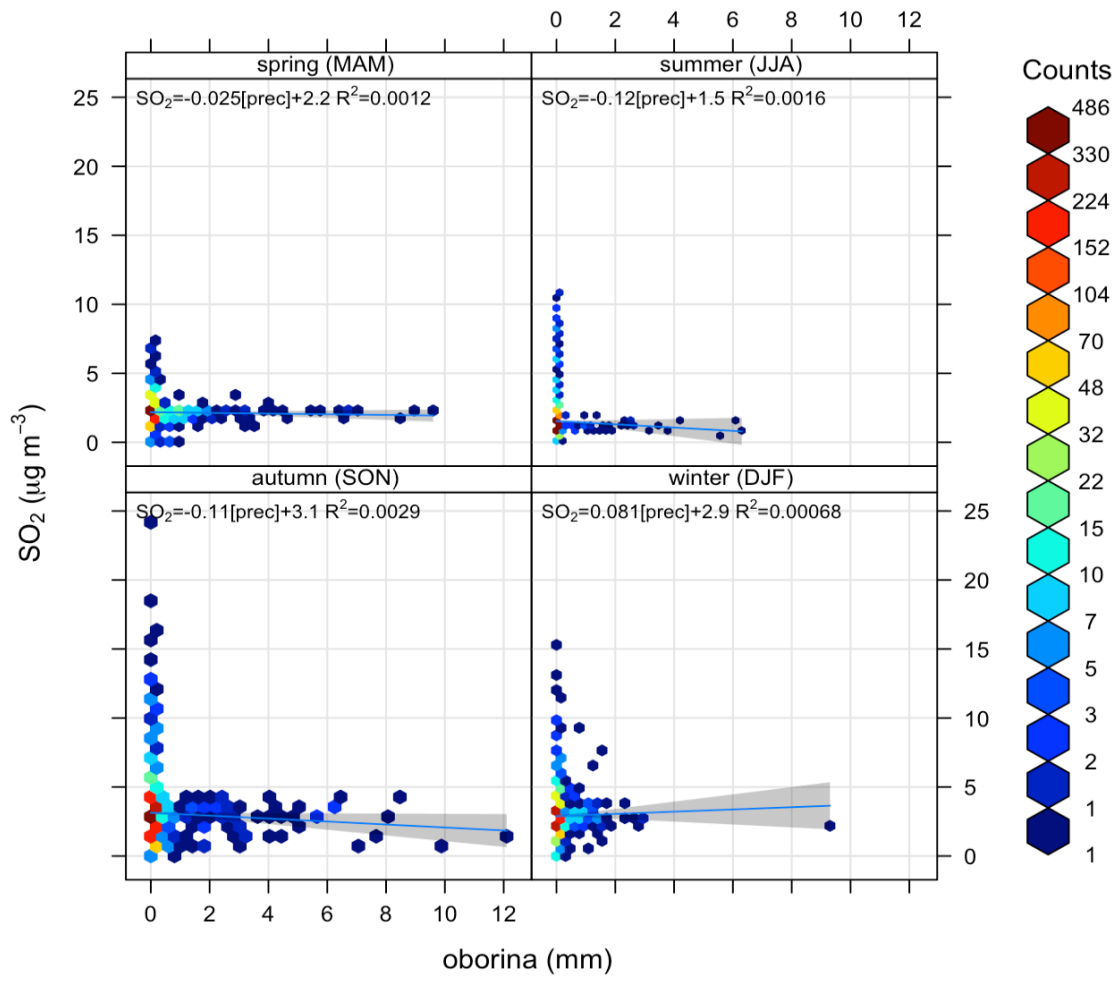 0 2 4 6 8 10 12
spring (MAM) summer (JJA)
Counts
SO₂=-0.025[prec]+2.2 R²=0.0012
SO₂=-0.12[prec]+1.5 R²=0.0016
25
20
15
10
5
0
autumn (SON) winter (DJF)
SO₂=-0.11[prec]+3.1 R²=0.0029
SO₂=0.081[prec]+2.9 R²=0.00068
25
20
15
10
5
0
SO₂ (μg m⁻³)
0 2 4 6 8 10 12
oborina (mm)
486
330
224
152
104
70
48
32
22
15
10
7
5
3
2
1
1